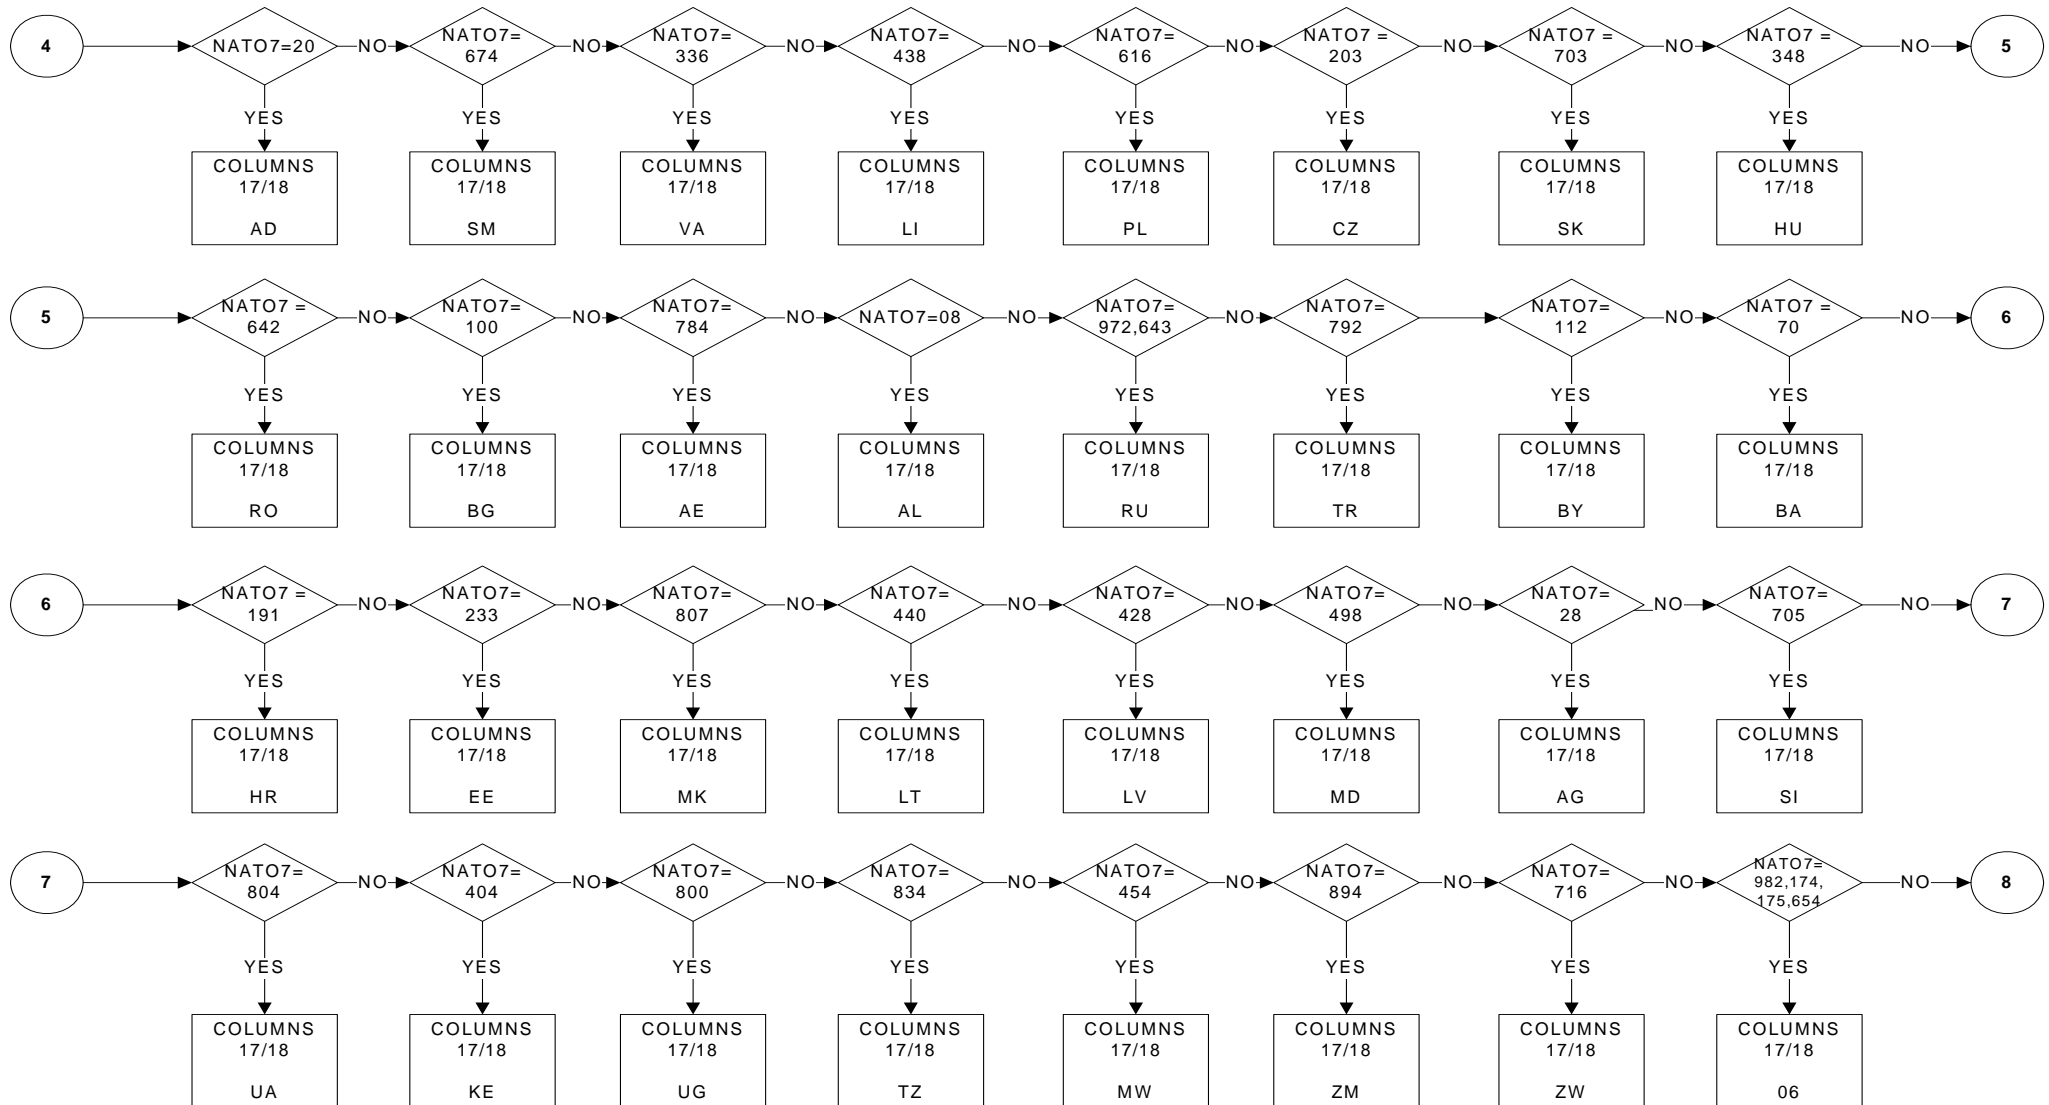 4
NATO7=20
NO
NATO7=
674
NO
NATO7=
336
NO
NATO7=
438
NO
NATO7=
616
NO
NATO7 =
203
NO
NATO7 =
703
NO
NATO7 =
348
NO
5
YES
YES
YES
YES
YES
YES
YES
YES
COLUMNS
17/18
AD
COLUMNS
17/18
SM
COLUMNS
17/18
VA
COLUMNS
17/18
LI
COLUMNS
17/18
PL
COLUMNS
17/18
CZ
COLUMNS
17/18
SK
COLUMNS
17/18
HU
5
NATO7 =
642
NO
NATO7=
100
NO
NATO7=
784
NO
NATO7=08
NO
NATO7=
972,643
NO
NATO7=
792
NATO7=
112
NO
NATO7 =
70
NO
6
YES
YES
YES
YES
YES
YES
YES
YES
COLUMNS
17/18
RO
COLUMNS
17/18
BG
COLUMNS
17/18
AE
COLUMNS
17/18
AL
COLUMNS
17/18
RU
COLUMNS
17/18
TR
COLUMNS
17/18
BY
COLUMNS
17/18
BA
6
NATO7 =
191
NO
NATO7=
233
NO
NATO7=
807
NO
NATO7=
440
NO
NATO7=
428
NO
NATO7=
498
NO
NATO7=
28
NO
NATO7=
705
NO
7
YES
YES
YES
YES
YES
YES
YES
YES
COLUMNS
17/18
HR
COLUMNS
17/18
EE
COLUMNS
17/18
MK
COLUMNS
17/18
LT
COLUMNS
17/18
LV
COLUMNS
17/18
MD
COLUMNS
17/18
AG
COLUMNS
17/18
SI
7
NATO7=
804
NO
NATO7=
404
NO
NATO7=
800
NO
NATO7=
834
NO
NATO7=
454
NO
NATO7=
894
NO
NATO7=
716
NO
NATO7=
982,174,
175,654
NO
8
YES
YES
YES
YES
YES
YES
YES
YES
COLUMNS
17/18
UA
COLUMNS
17/18
KE
COLUMNS
17/18
UG
COLUMNS
17/18
TZ
COLUMNS
17/18
MW
COLUMNS
17/18
ZM
COLUMNS
17/18
ZW
COLUMNS
17/18
06